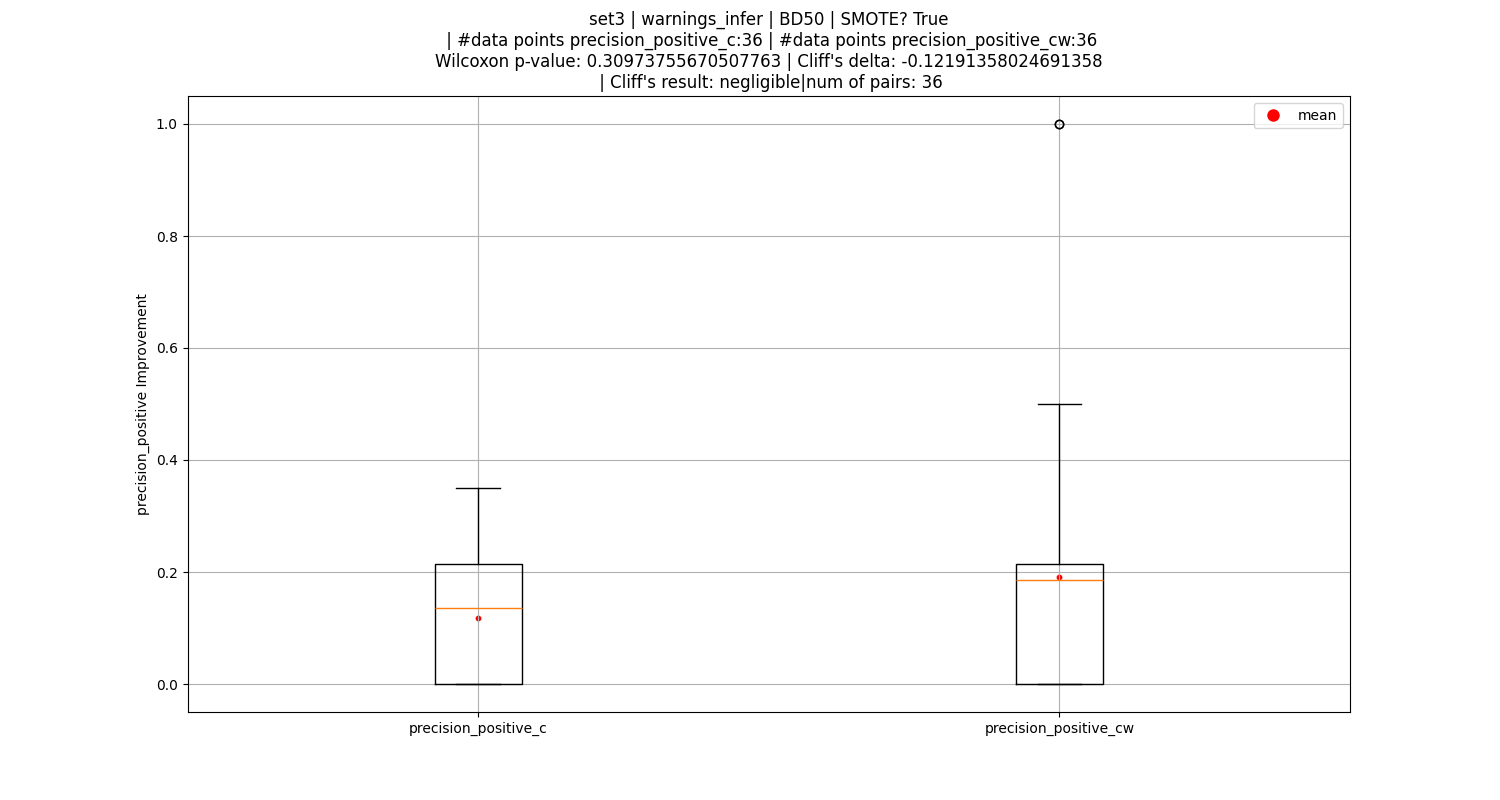 set3 | warnings_infer | BD50 | SMOTE? True
| #data points precision_positive_c:36 | #data points precision_positive_cw:36
Wilcoxon p-value: 0.30973755670507763 | Cliff's delta: -0.12191358024691358
| Cliff's result: negligible|num of pairs: 36
mean
1.0
0.8
0.6
0.4
0.2
0.0
precision_positive Improvement
precision_positive_c
precision_positive_cw